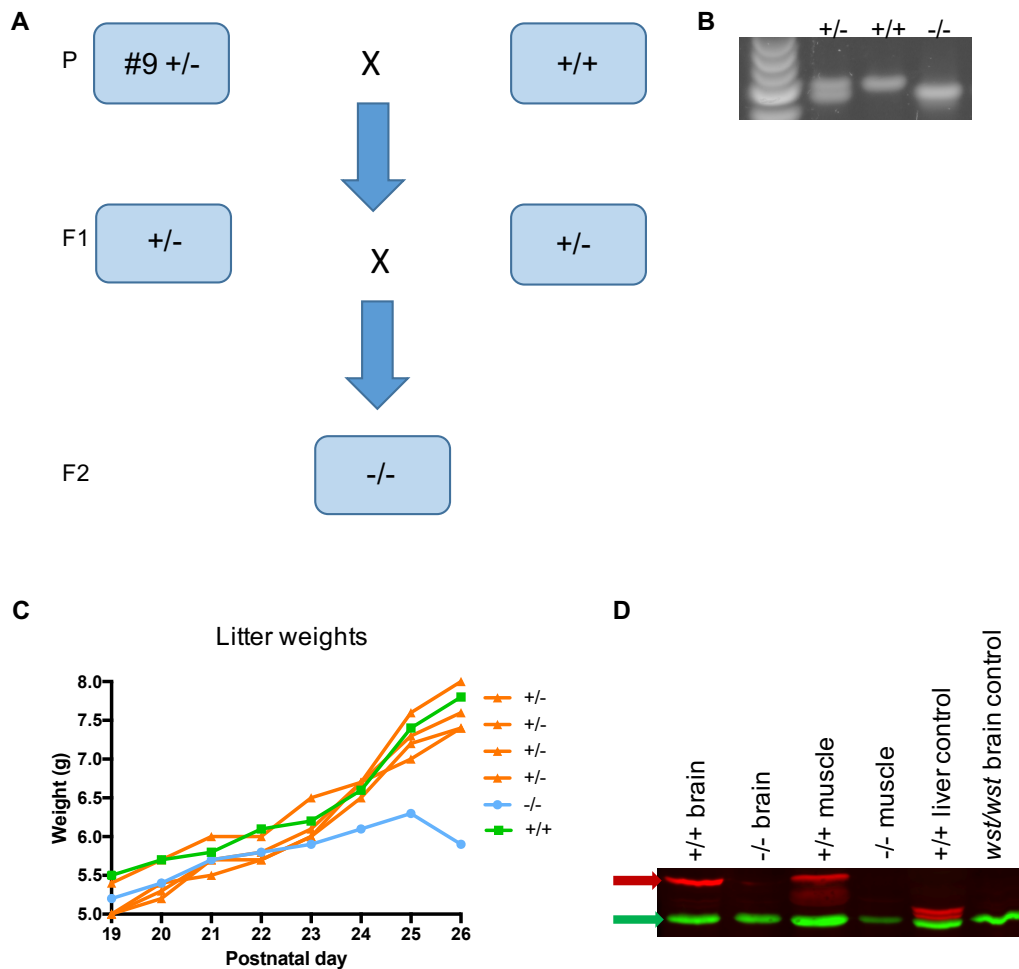 A
P
#9 +/-
X
+/+
F1
+/-
X
+/-
F2
-/-
B
+/- +/+ -/-
C
Litter weights
Weight (g)
8.0
7.5
7.0
6.5
6.0
5.5
5.0
19 20 21 22 23 24 25 26
Postnatal day
+/-
+/-
+/-
+/-
-/-
+/+
D
+/+ brain
-/- brain
+/+ muscle
-/- muscle
+/+ liver control
wst/wst brain control